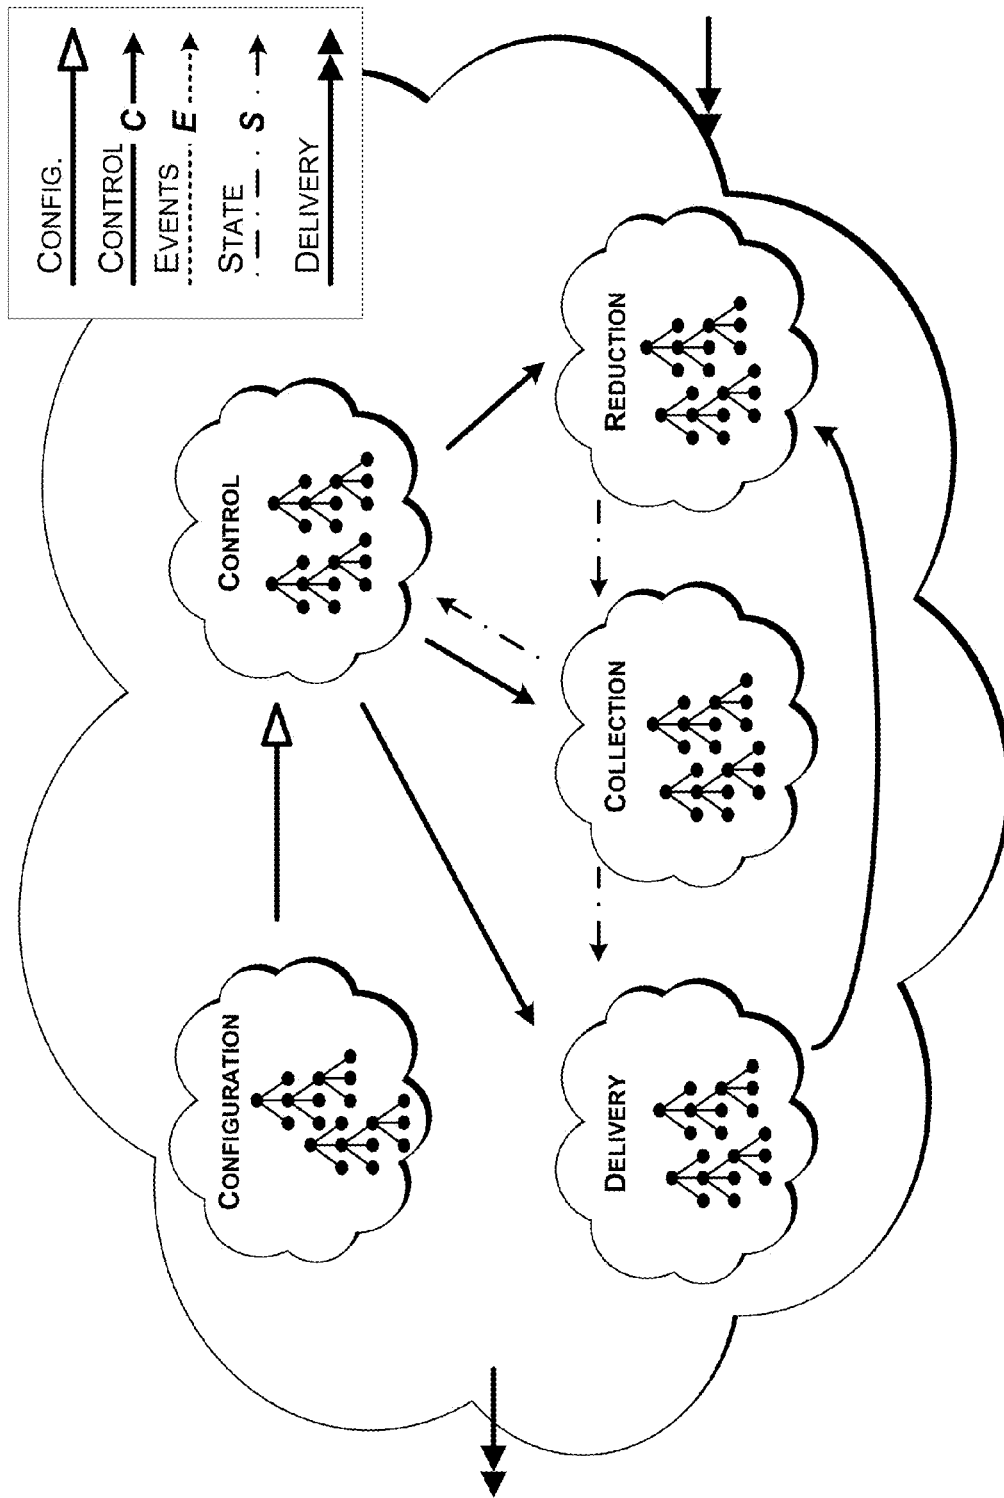 CONFIG.
CONTROL
C
EVENTS
E
STATE
S
DELIVERY
CONFIGURATION
CONTROL
DELIVERY
COLLECTION
REDUCTION